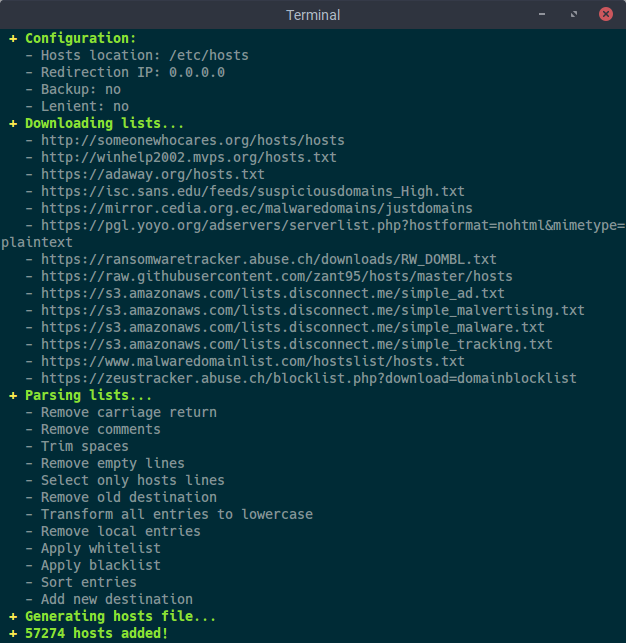 Terminal
+ Configuration:
- Hosts location: /etc/hosts
- Redirection IP: 0.0.0.0
- Backup: no
- Lenient: no
+ Downloading lists...
- http://someonewhocares.org/hosts/hosts
- http://winhelp2002.mvps.org/hosts.txt
- https://adaway.org/hosts.txt
- https://isc.sans.edu/feeds/suspiciousdomains_High.txt
- https://mirror.cedia.org.ec/malwaredomains/justdomains
- https://pgl.yoyo.org/adservers/serverlist.php?hostformat=nohtml&mimetype=
plaintext
- https://ransomwaretracker.abuse.ch/downloads/RW_DOMBL.txt
- https://raw.githubusercontent.com/zant95/hosts/master/hosts
- https://s3.amazonaws.com/lists.disconnect.me/simple_ad.txt
- https://s3.amazonaws.com/lists.disconnect.me/simple_malvertising.txt
- https://s3.amazonaws.com/lists.disconnect.me/simple_malware.txt
- https://s3.amazonaws.com/lists.disconnect.me/simple_tracking.txt
- https://www.malwaredomainlist.com/hostslist/hosts.txt
- https://zeustracker.abuse.ch/blocklist.php?download=domainblocklist
+ Parsing lists...
- Remove carriage return
- Remove comments
- Trim spaces
- Remove empty lines
- Select only hosts lines
- Remove old destination
- Transform all entries to lowercase
- Remove local entries
- Apply whitelist
- Apply blacklist
- Sort entries
- Add new destination
+ Generating hosts file...
+ 57274 hosts added!